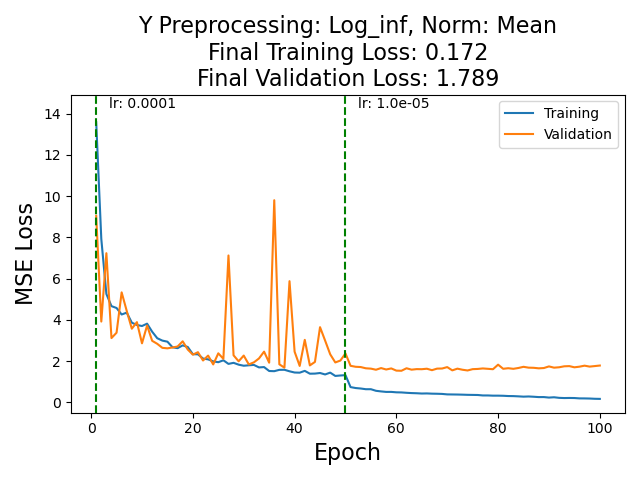 Y Preprocessing: Log_inf, Norm: Mean
Final Training Loss: 0.172
Final Validation Loss: 1.789
lr: 0.0001
lr: 1.0e-05
Training
Validation
14
12
10
8
6
4
2
0
MSE Loss
0
20
40
60
80
100
Epoch